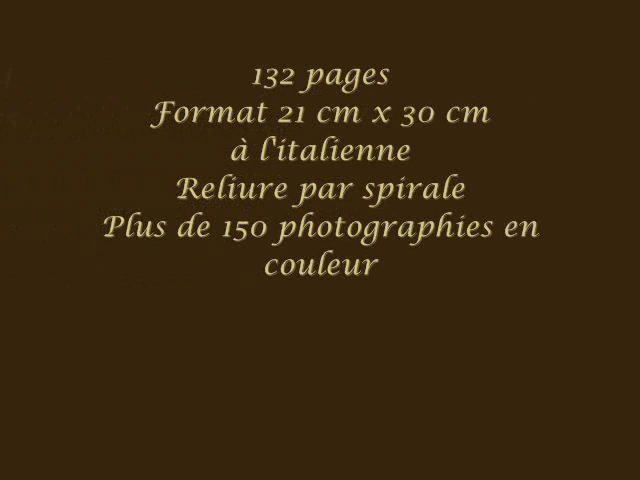 132 pages
Format 21 cm x 30 cm
à l'italienne
Reliure par spirale
Plus de 150 photographies en
couleur